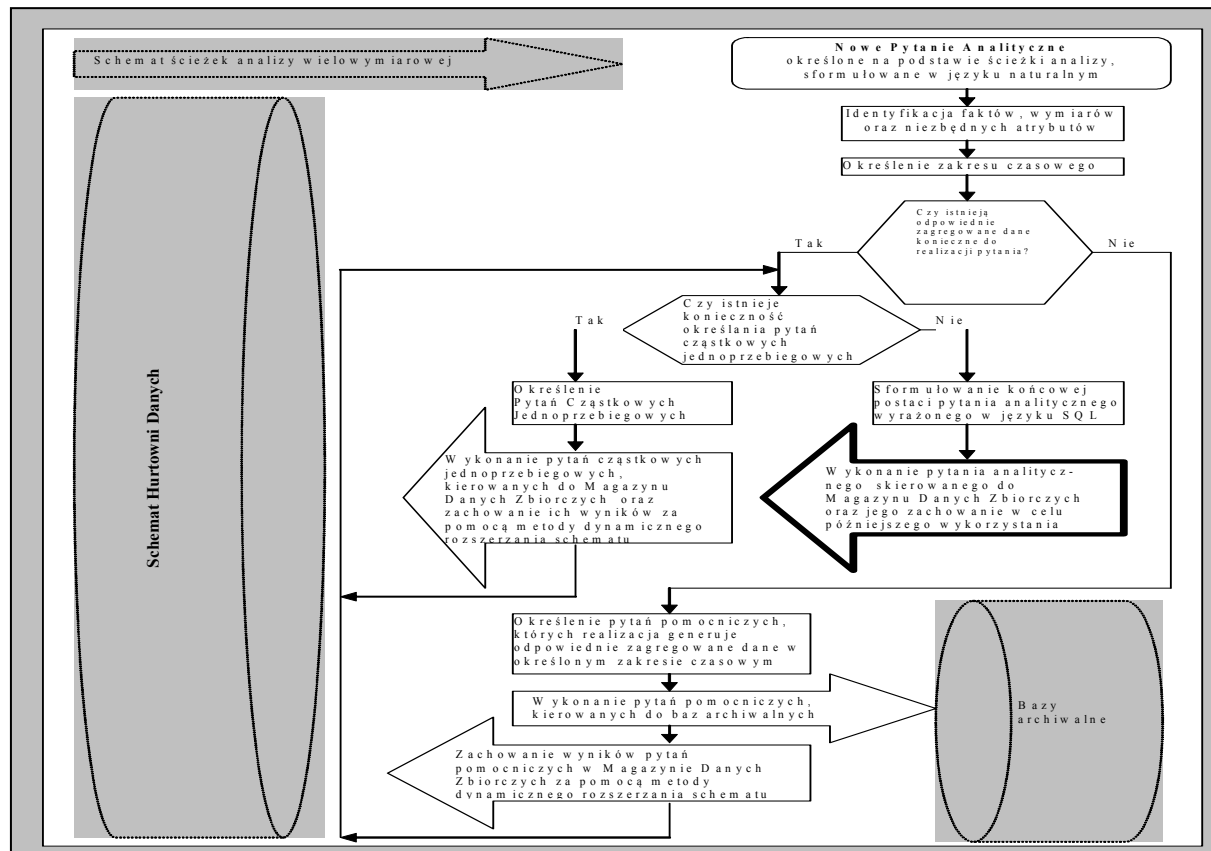 Schemat ścieżek analizy wielowymiarowej
Nowe Pytanie Analityczne
określone na podstawie ścieżki analizy,
sformułowane w języku naturalnym
Identyfikacja faktów, wymiarów
oraz niezbędnych atrybutów
Określenie zakresu czasowego
Czy istnieją
odpowiednie
zagregowane dane
konieczne do
realizacji pytania?
Tak
Nie
Czy istnieje
konieczność
określania pytań
cząstkowych
jednoprzebiegowych
Tak
Nie
Określenie
Pytań Cząstkowych
Jednoprzebiegowych
Sformułowanie końcowej
postaci pytania analitycznego
wyrażonego w języku SQL
Wykonanie pytań cząstkowych
jednoprzebiegowych,
kierowanych do Magazynu
Danych Zbiorczych oraz
zachowanie ich wyników za
pomocą metody dynamicznego
rozszerzania schematu
Wykonanie pytania analitycz-
nego skierowanego do
Magazynu Danych Zbiorczych
oraz jego zachowanie w celu
późniejszego wykorzystania
Schemat Hurtowni Danych
Określenie pytań pomocniczych,
których realizacja generuje
odpowiednie zagregowane dane w
określonym zakresie czasowym
Wykonanie pytań pomocniczych,
kierowanych do baz archiwalnych
Bazy
archiwalne
Zachowanie wyników pytań
pomocniczych w Magazynie Danych
Zbiorczych za pomocą metody
dynamicznego rozszerzania schematu